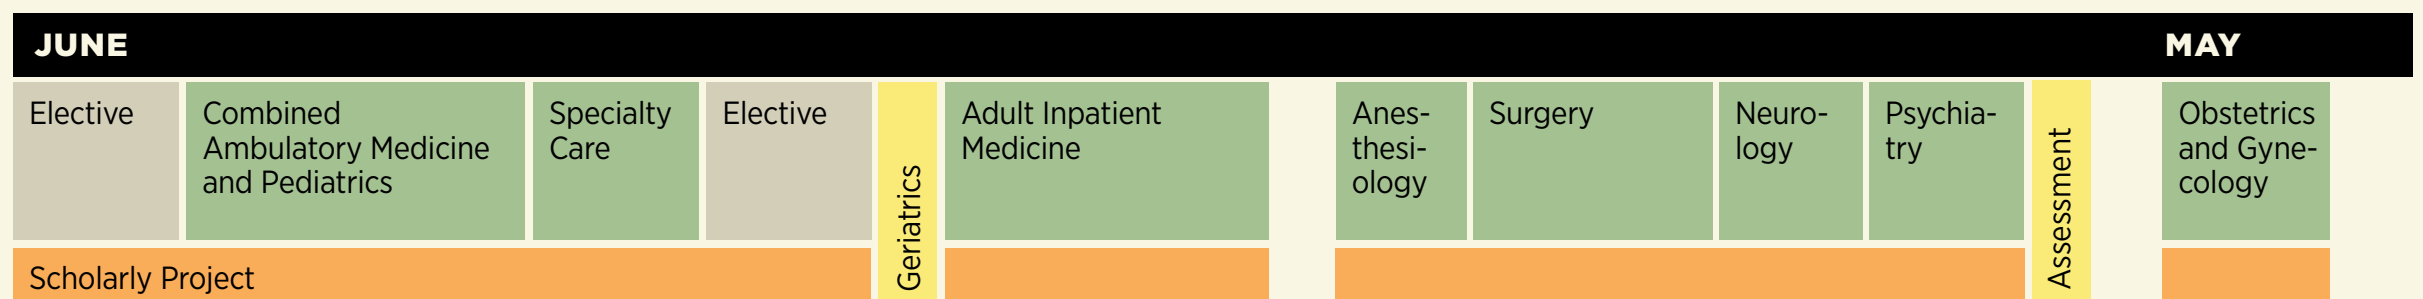 JUNE
MAY
Elective
Combined
Ambulatory Medicine
and Pediatrics
Specialty
Care
Elective
Geriatrics
Adult Inpatient
Medicine
Anes-
thesi-
ology
Surgery
Neuro-
logy
Psychia-
try
Assessment
Obstetrics
and Gyne-
cology
Scholarly Project